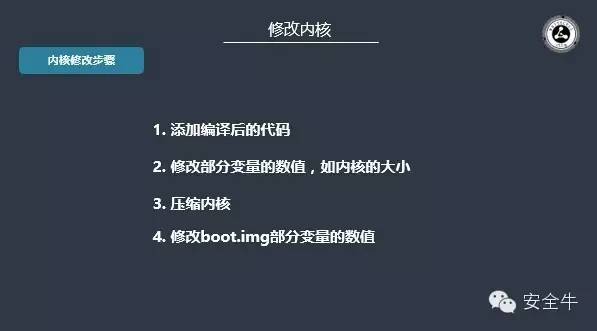 修改内核
内核修改步骤
1. 添加编译后的代码
2. 修改部分变量的数值，如内核的大小
3. 压缩内核
4. 修改boot.img部分变量的数值
安全牛